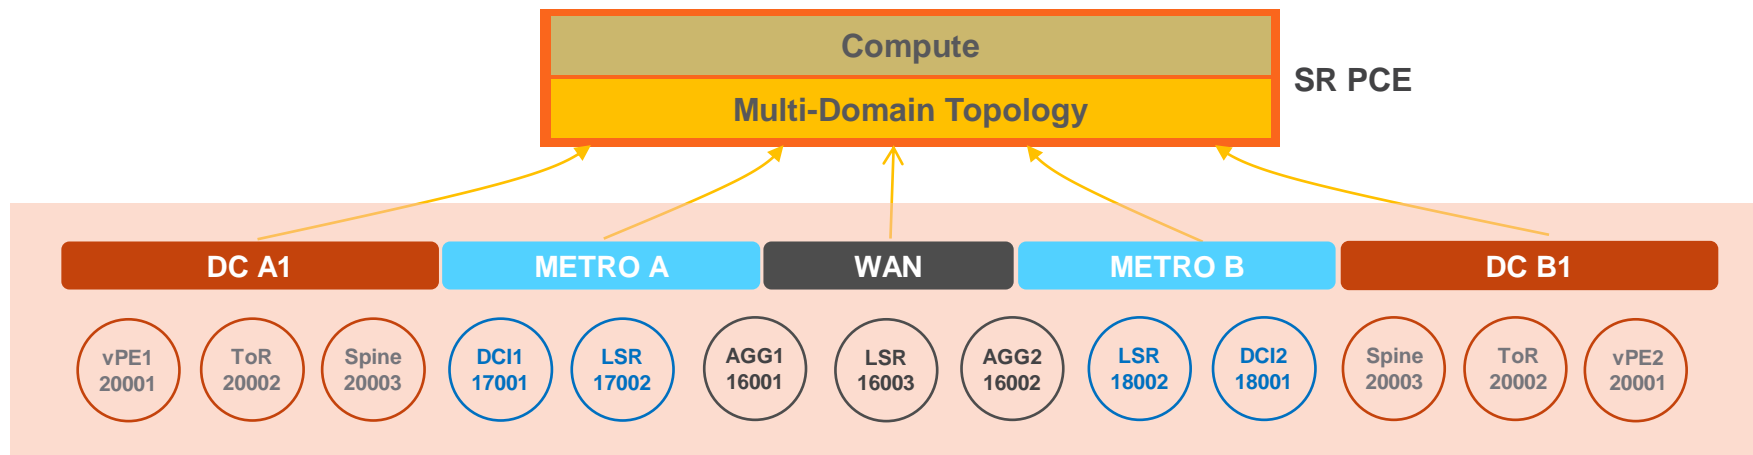 Compute
Multi-Domain Topology
SR PCE
DC A1
METRO A
WAN
METRO B
DC B1
vPE1
20001
ToR
20002
Spine
20003
DCI1
17001
LSR
17002
AGG1
16001
LSR
16003
AGG2
16002
LSR
18002
DCI2
18001
Spine
20003
ToR
20002
vPE2
20001